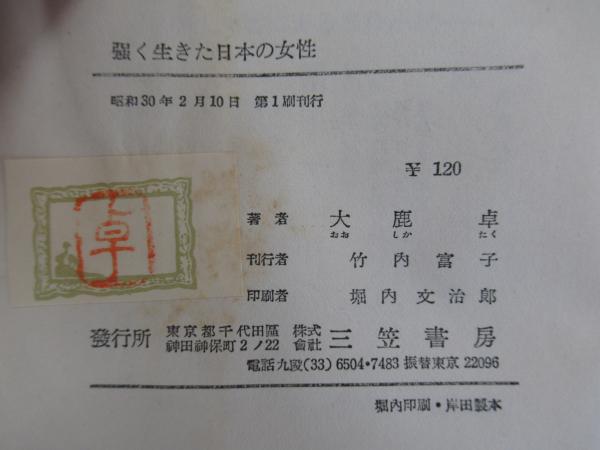 強く生きた日本の女性
昭和30年2月10日 第1刷刊行
¥ 120
著者 大鹿卓
おおしかたく
刊行者 竹内富子
印刷者 堀内文治郎
發行所 東京都千代田區神田神保町2ノ22 株式會社 三笠書房
電話九段(33) 6504・7483 振替東京 22096
堀内印刷・岸田製本
卓